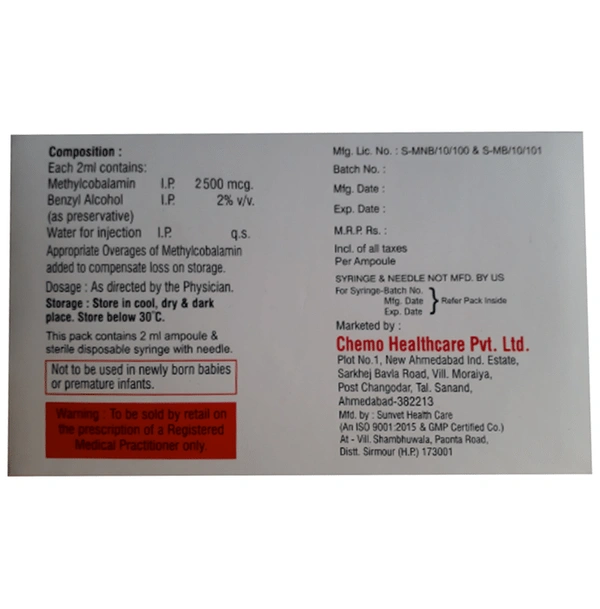 Composition :
Each 2ml contains:
Methylcobalamin I.P. 2500 mcg.
Benzyl Alcohol I.P. 2% v/v.
(as preservative)
Water for injection I.P. q.s.
Appropriate Overages of Methylcobalamin
added to compensate loss on storage.
Dosage : As directed by the Physician.
Storage : Store in cool, dry & dark
place. Store below 30°C.
This pack contains 2 ml ampoule &
sterile disposable syringe with needle.
Not to be used in newly born babies
or premature infants.
Warning : To be sold by retail on
the prescription of a Registered
Medical Practitioner only.
Mfg. Lic. No. : S-MNB/10/100 & S-MB/10/101
Batch No. :
Mfg. Date :
Exp. Date :
M.R.P. Rs. :
Incl. of all taxes
Per Ampoule
SYRINGE & NEEDLE NOT MFD. BY US
For Syringe-Batch No.
Mfg. Date } Refer Pack Inside
Exp. Date
Marketed by :
Chemo Healthcare Pvt. Ltd.
Plot No.1, New Ahmedabad Ind. Estate,
Sarkhej Bavla Road, Vill. Moraiya,
Post Changodar, Tal. Sanand,
Ahmedabad-382213
Mfd. by : Sunvet Health Care
(An ISO 9001:2015 & GMP Certified Co.)
At - Vill. Shambhuwala, Paonta Road,
Distt. Sirmour (H.P.) 173001